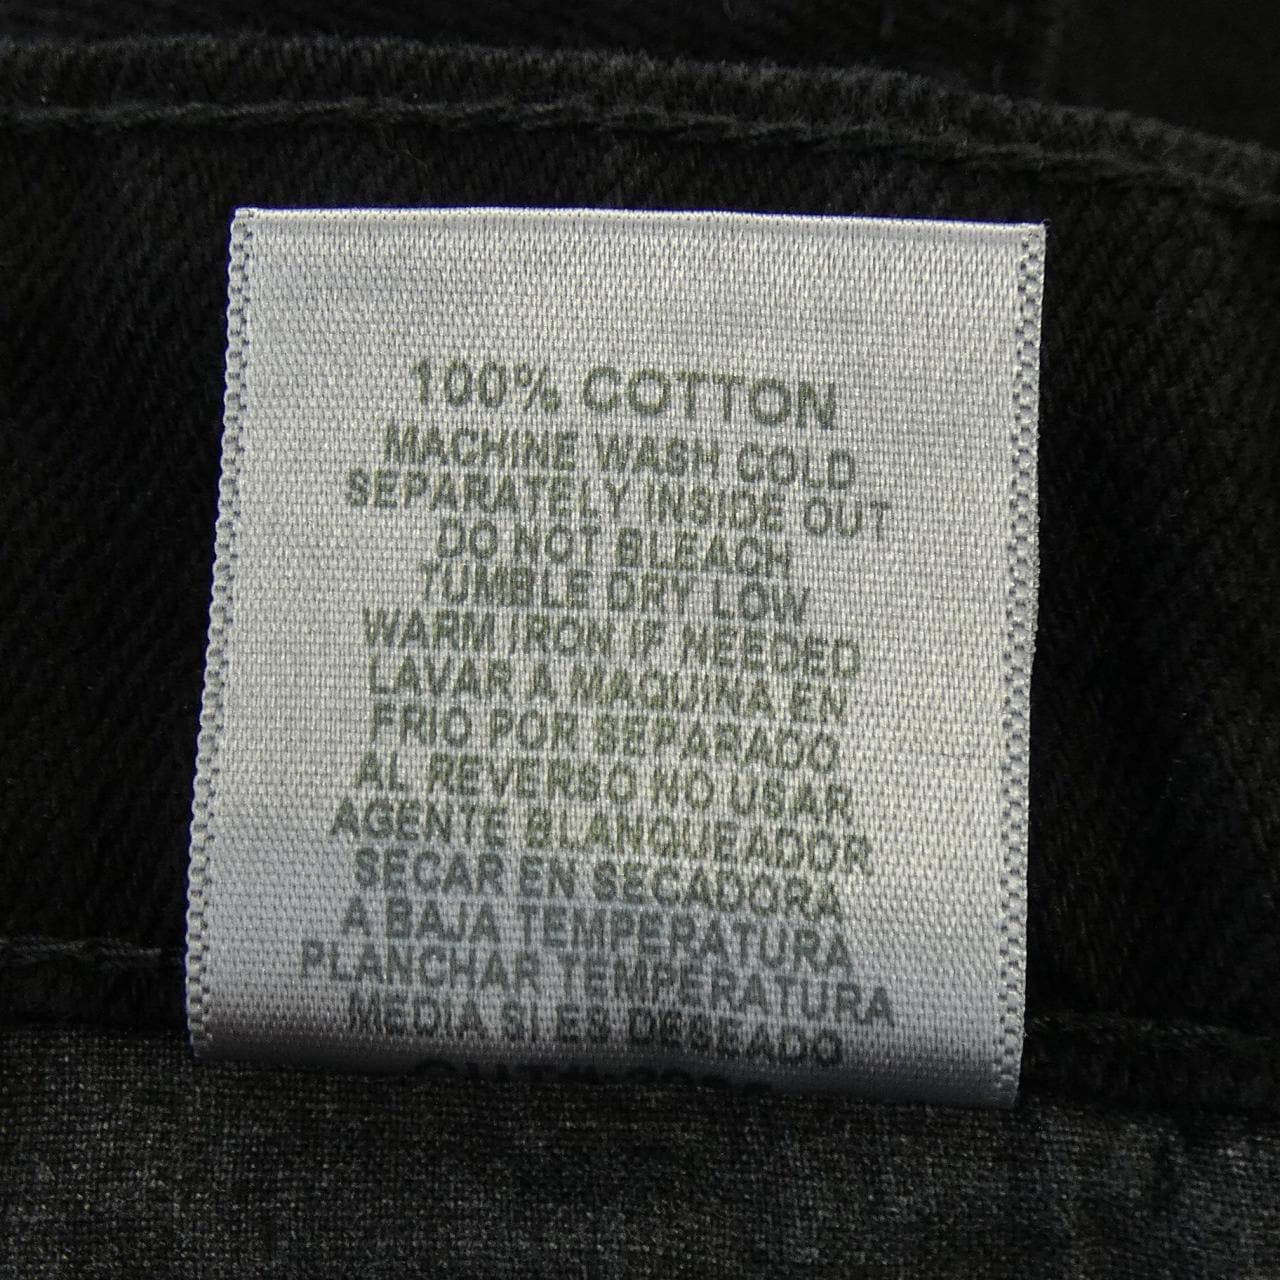 100% COTTON
MACHINE WASH COLD
SEPARATELY INSIDE OUT
DO NOT BLEACH
TUMBLE DRY LOW
WARM IRON IF NEEDED
LAVAR A MAQUINA EN
FRIO POR SEPARADO
AL REVERSO NO USAR
AGENTE BLANQUEADOR
SECAR EN SECADORA
A BAJA TEMPERATURA
PLANCHAR TEMPERATURA
MEDIA SI ES DESEADO